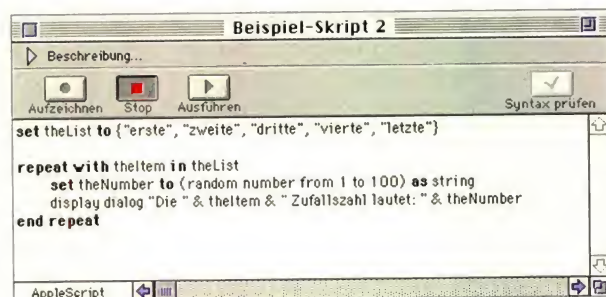 Beispiel-Skript 2
Beschreibung...
Aufzeichnen Stop Ausführen Syntax prüfen
set theList to {"erste", "zweite", "dritte", "vierte", "letzte"}
repeat with theItem in theList
set theNumber to (random number from 1 to 100) as string
display dialog "Die " & theItem & " Zufallszahl lautet: " & theNumber
end repeat
AppleScript